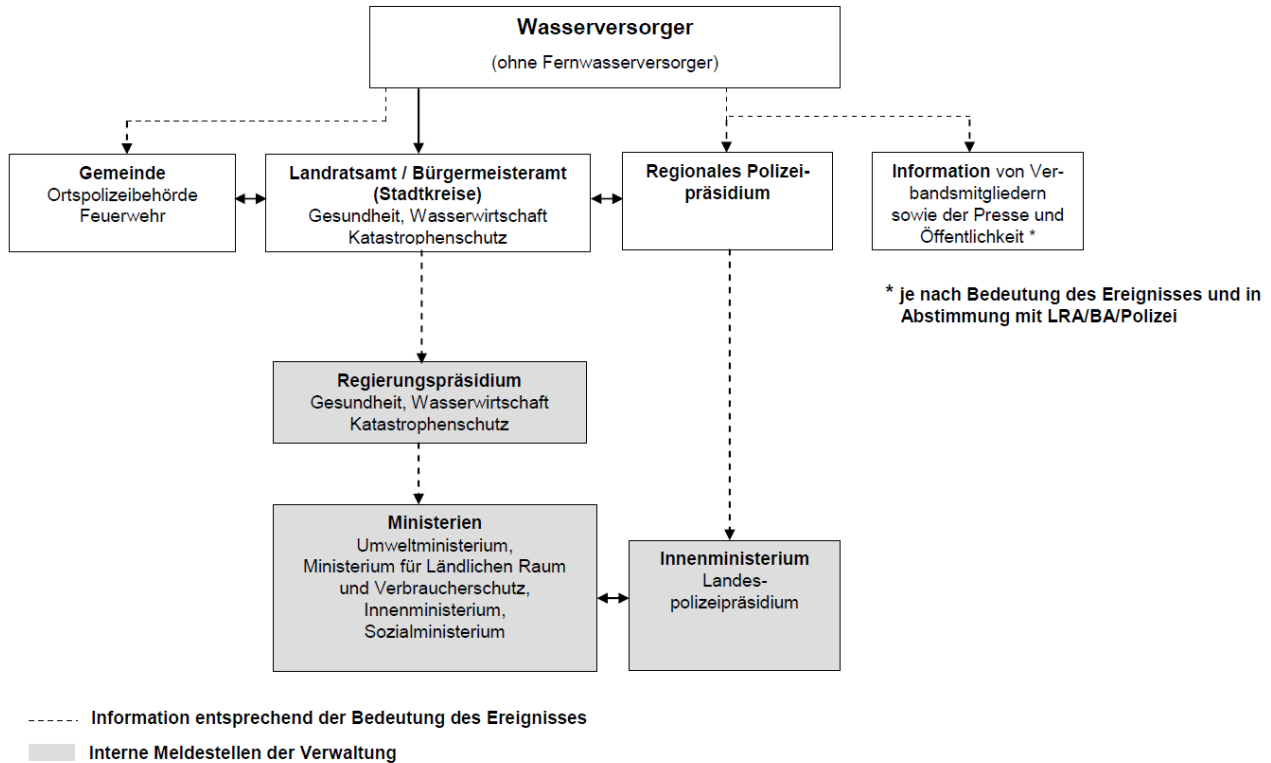 Wasserversorger
(ohne Fernwasserversorger)
Gemeinde
Ortspolizeibehörde
Feuerwehr
Landratsamt / Bürgermeisteramt
(Stadtkreise)
Gesundheit, Wasserwirtschaft
Katastrophenschutz
Regionales Polizei-
präsidium
Information von Ver-
bandsmitgliedern
sowie der Presse und
Öffentlichkeit *
* je nach Bedeutung des Ereignisses und in
Abstimmung mit LRA/BA/Polizei
Regierungspräsidium
Gesundheit, Wasserwirtschaft
Katastrophenschutz
Ministerien
Umweltministerium,
Ministerium für Ländlichen Raum
und Verbraucherschutz,
Innenministerium,
Sozialministerium
Innenministerium
Landes-
polizeipräsidium
Information entsprechend der Bedeutung des Ereignisses
Interne Meldestellen der Verwaltung